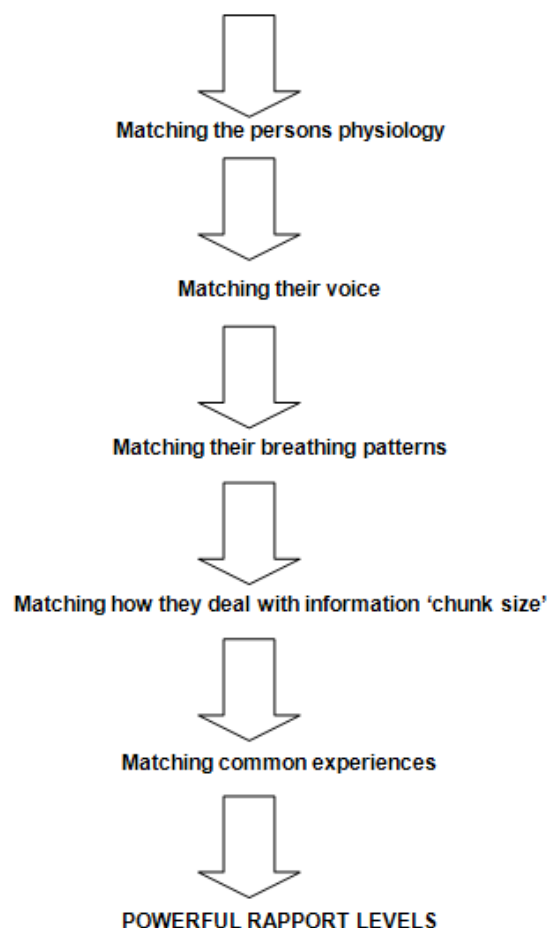 Matching the persons physiology
Matching their voice
Matching their breathing patterns
Matching how they deal with information ‘chunk size’
Matching common experiences
POWERFUL RAPPORT LEVELS